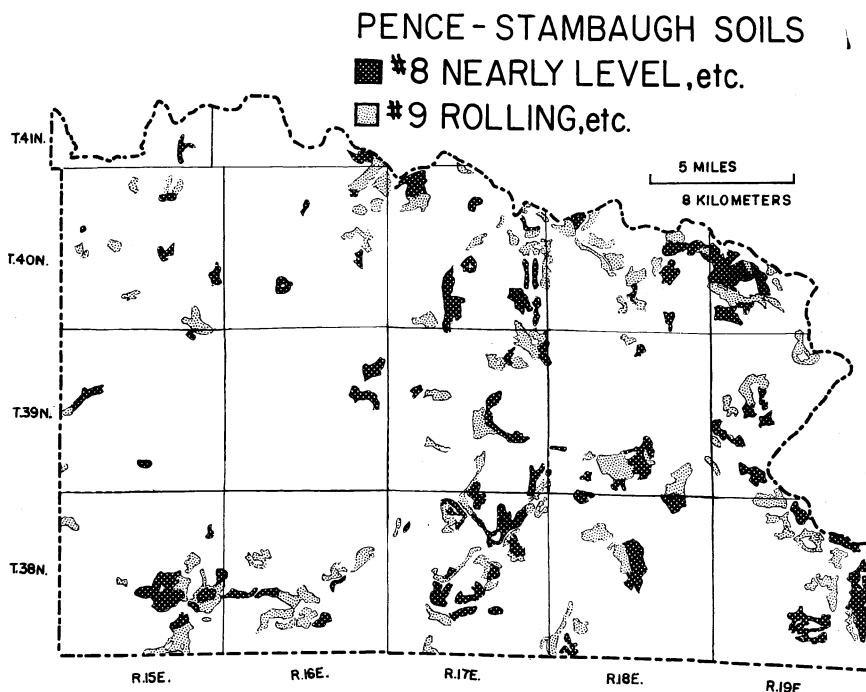 PENCE-STAMBAUGH SOILS
#8 NEARLY LEVEL, etc.
#9 ROLLING, etc.
T.41N.
5 MILES
8 KILOMETERS
T.40N.
T.39N.
T.38N.
R.15E.
R.16E.
R.17E.
R.18E.
R.19E